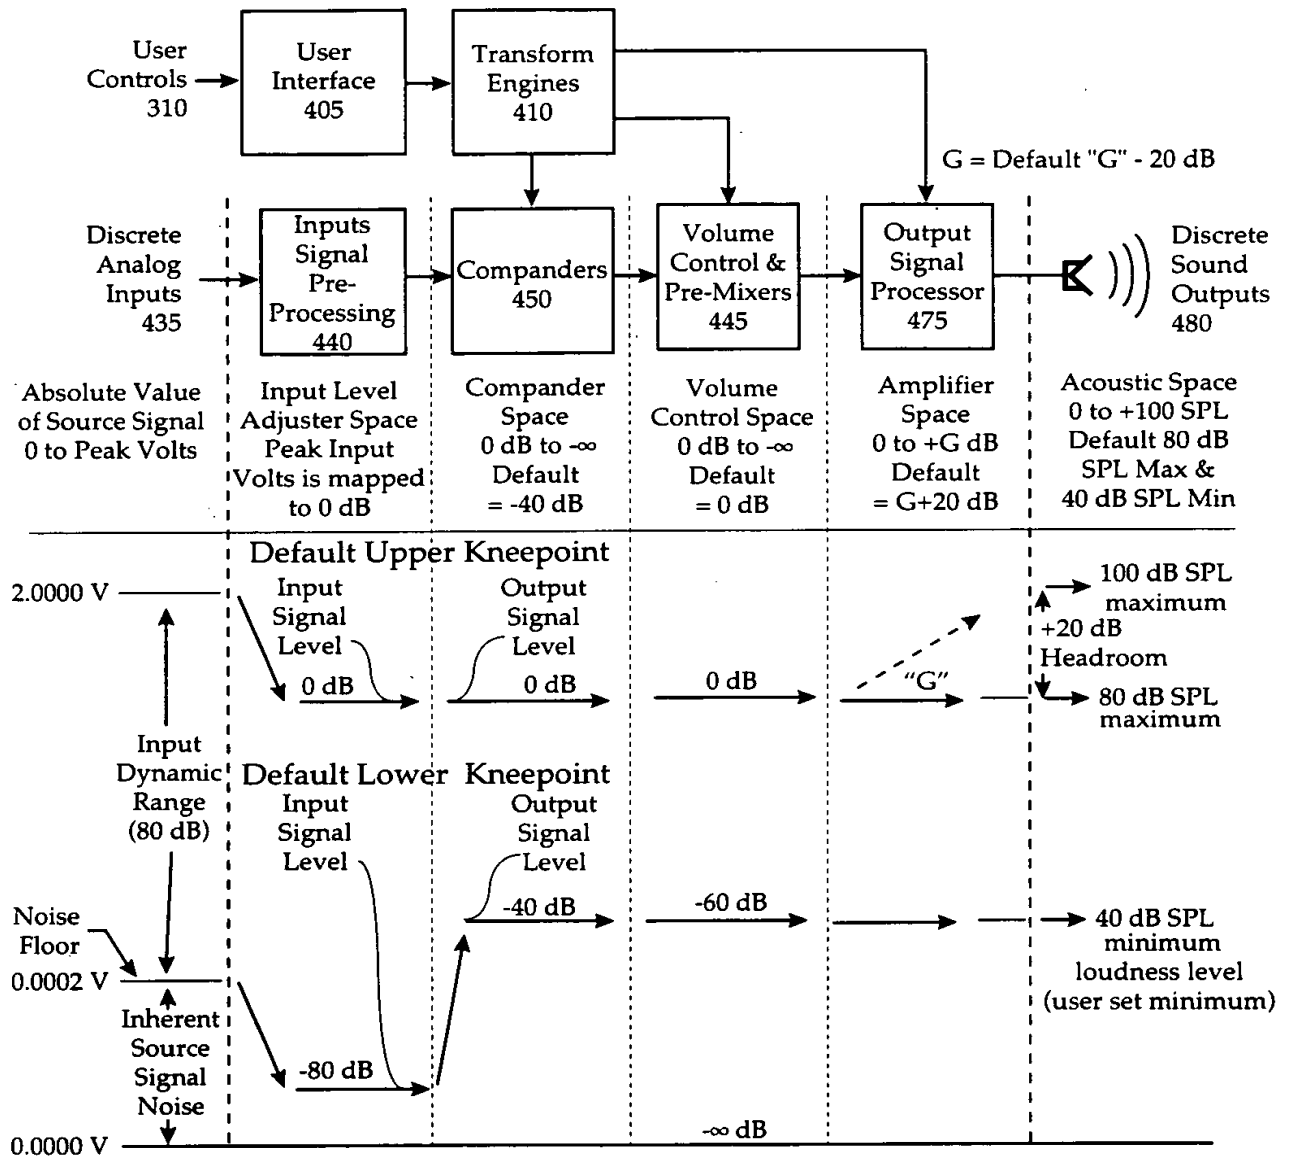 User
Controls
310
User
Interface
405
Transform
Engines
410
G = Default "G" - 20 dB
Discrete
Analog
Inputs
435
Inputs
Signal
Pre-
Processing
440
Companders
450
Volume
Control &
Pre-Mixers
445
Output
Signal
Processor
475
Discrete
Sound
Outputs
480
Absolute Value
of Source Signal
0 to Peak Volts
Input Level
Adjuster Space
Peak Input
Volts is mapped
to 0 dB
Compander
Space
0 dB to -∞
Default
= -40 dB
Volume
Control Space
0 dB to -∞
Default
= 0 dB
Amplifier
Space
0 to +G dB
Default
= G+20 dB
Acoustic Space
0 to +100 SPL
Default 80 dB
SPL Max &
40 dB SPL Min
Default Upper Kneepoint
2.0000 V
Input
Signal
Level
0 dB
Output
Signal
Level
0 dB
0 dB
"G"
100 dB SPL
maximum
+20 dB
Headroom
80 dB SPL
maximum
Input
Dynamic
Range
(80 dB)
Default Lower Kneepoint
Input
Signal
Level
Output
Signal
Level
-40 dB
-60 dB
40 dB SPL
minimum
loudness level
(user set minimum)
Noise
Floor
0.0002 V
Inherent
Source
Signal
Noise
-80 dB
0.0000 V
-∞ dB